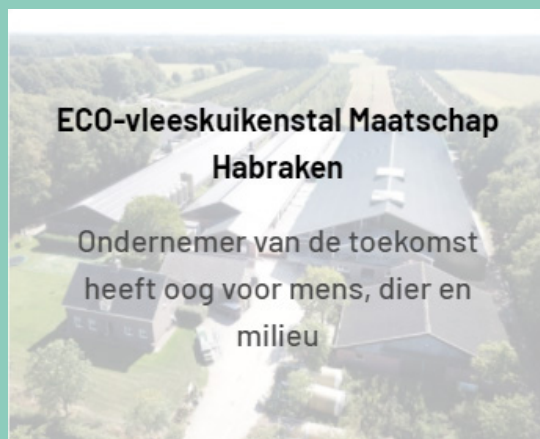 ECO-vleeskuikenstal Maatschap
Habraken
Ondernemer van de toekomst
heeft oog voor mens, dier en
milieu